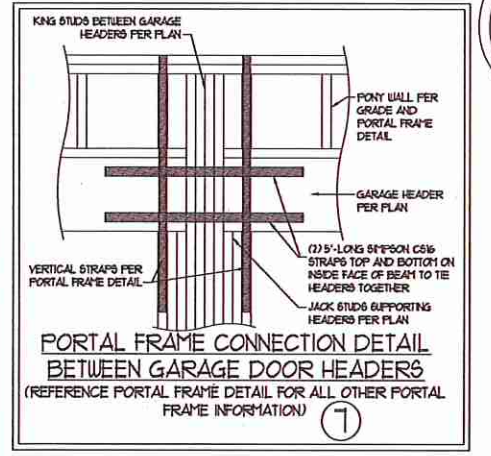 KING STUDS BETWEEN GARAGE
HEADERS PER PLAN
PONY WALL PER
GRADE AND
PORTAL FRAME
DETAIL
GARAGE HEADER
PER PLAN
(2) 5'-LONG SIMPSON CS16
STRAPS TOP AND BOTTOM ON
INSIDE FACE OF BEAM TO TIE
HEADERS TOGETHER
VERTICAL STRAPS PER
PORTAL FRAME DETAIL
JACK STUDS SUPPORTING
HEADERS PER PLAN
PORTAL FRAME CONNECTION DETAIL
BETWEEN GARAGE DOOR HEADERS
(REFERENCE PORTAL FRAME DETAIL FOR ALL OTHER PORTAL
FRAME INFORMATION)
7